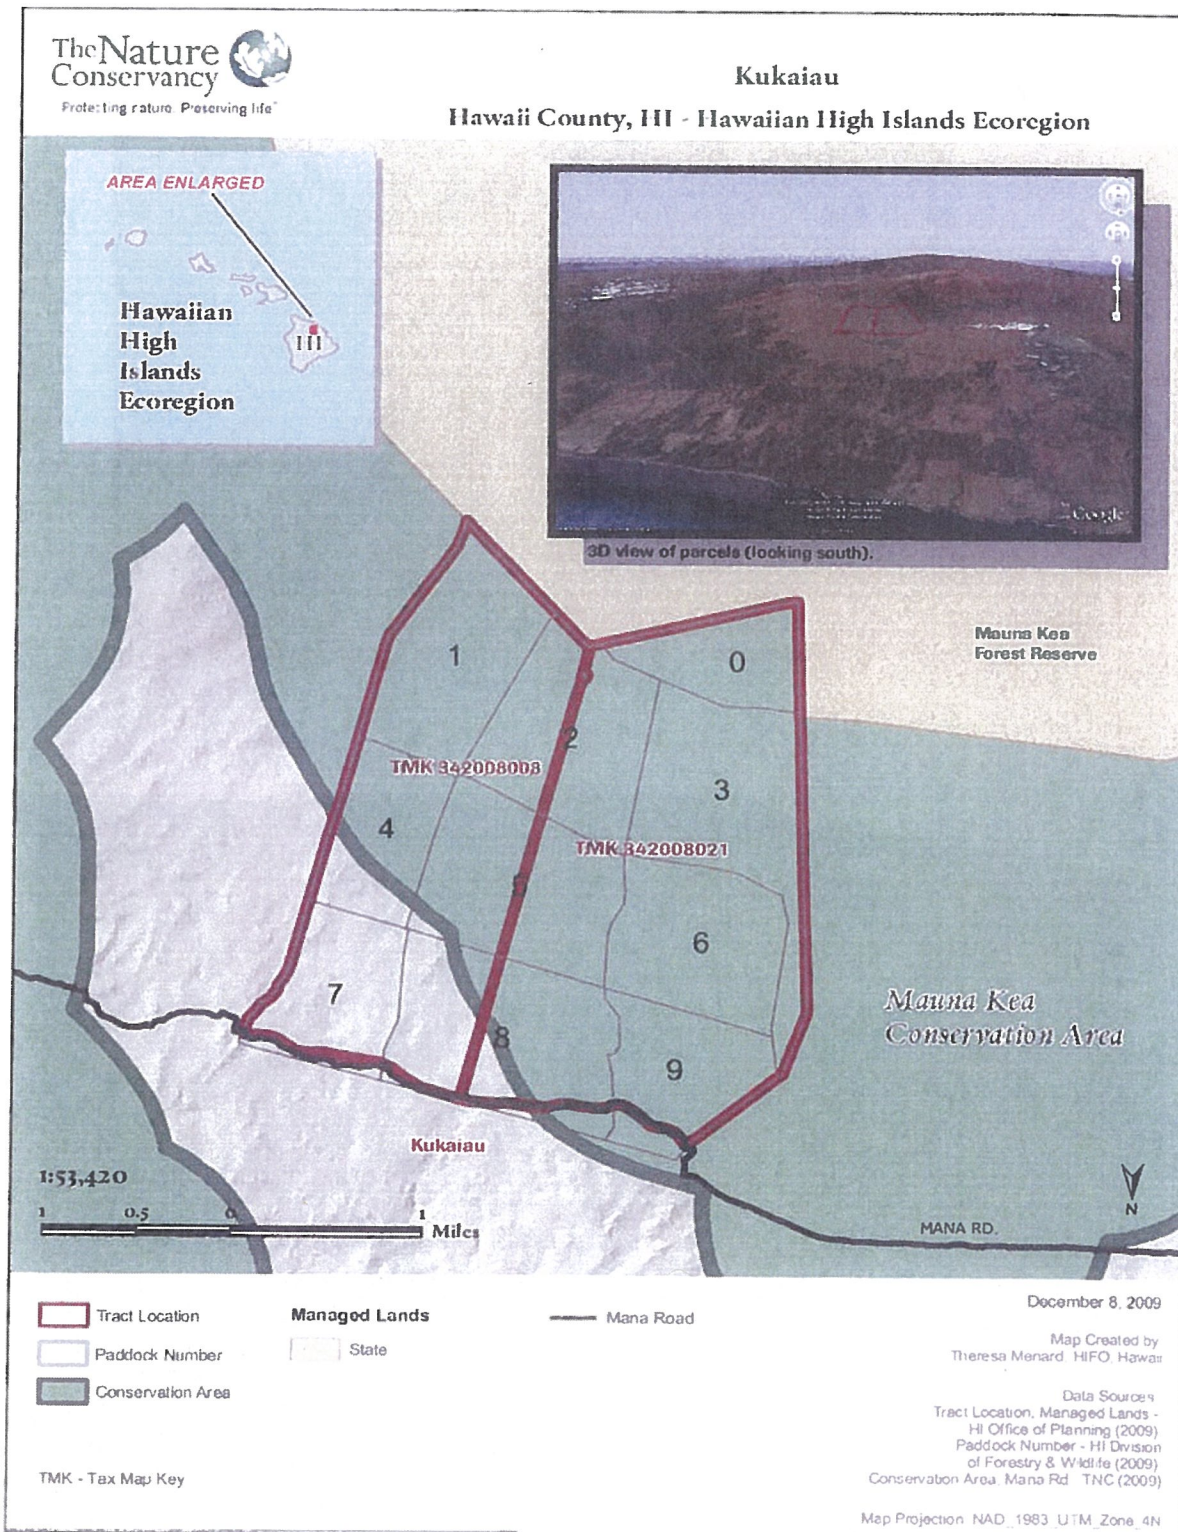 The Nature
Conservancy
Protecting nature. Preserving life
Kukaiau
Hawaii County, HI - Hawaiian High Islands Ecoregion
AREA ENLARGED
Hawaiian
High
Islands
Ecoregion
HI
Google
3D view of parcels (looking south).
Mauna Kea
Forest Reserve
1
0
2
TMK 342008008
3
4
TMK 342008021
5
6
7
Mauna Kea
Conservation Area
8
9
Kukaiau
1:53,420
1 0.5 0 1
Miles
N
MANA RD.
Tract Location
Paddock Number
Conservation Area
Managed Lands
State
Mana Road
TMK - Tax Map Key
December 8, 2009
Map Created by
Theresa Menard HIFO, Hawaii
Data Sources
Tract Location, Managed Lands -
HI Office of Planning (2009)
Paddock Number - HI Division
of Forestry & Wildlife (2009)
Conservation Area, Mana Rd TNC (2009)
Map Projection NAD_1983_UTM_Zone_4N